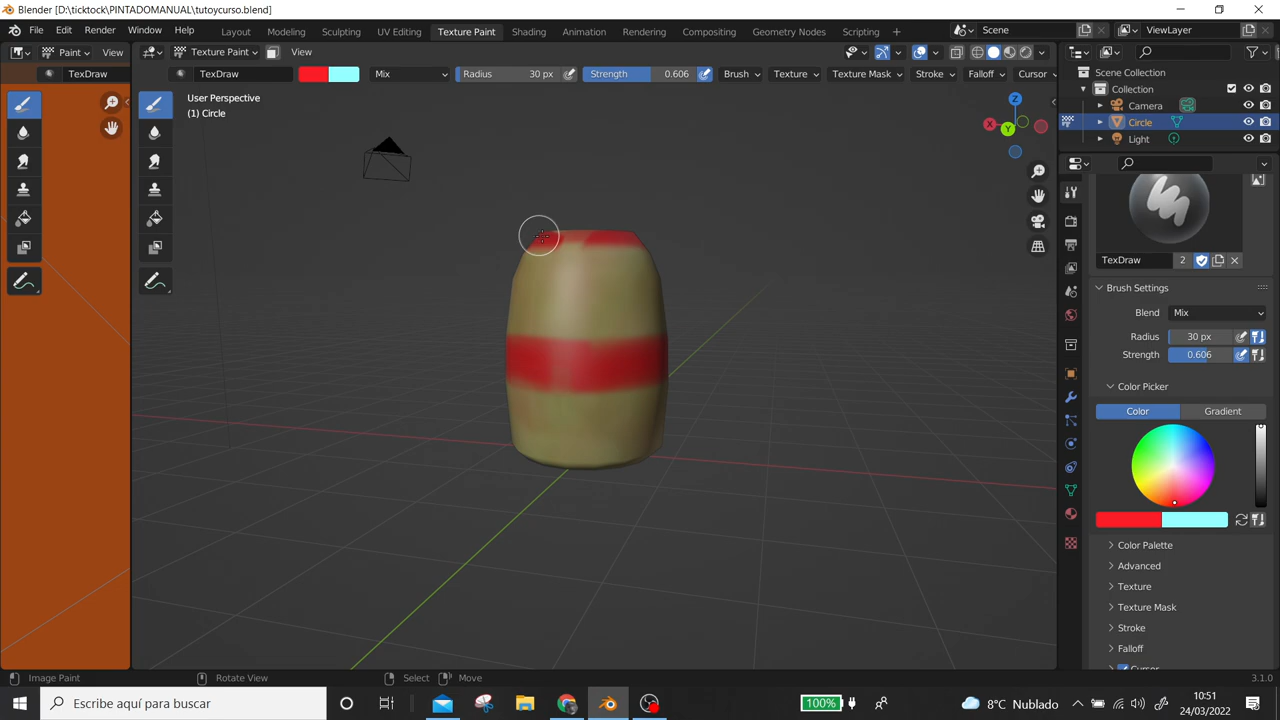 Blender [D:\ticktock\PINTADOMANUAL\tutoycurso.blend]
File Edit Render Window Help Layout Modeling Sculpting UV Editing Texture Paint Shading Animation Rendering Compositing Geometry Nodes Scripting + Scene ViewLayer
Paint View Texture Paint View
TexDraw TexDraw Mix Radius 30 px Strength 0.606 Brush Texture Texture Mask Stroke Falloff Cursor
User Perspective
(1) Circle
Z
X
Y
Scene Collection
Collection
Camera
Circle
Light
TexDraw 2
Brush Settings
Blend Mix
Radius 30 px
Strength 0.606
Color Picker
Color Gradient
Color Palette
Advanced
Texture
Texture Mask
Stroke
Falloff
Cursor
Image Paint Rotate View Select Move 3.1.0
Escribe aquí para buscar 100% 8°C Nublado 10:51
24/03/2022